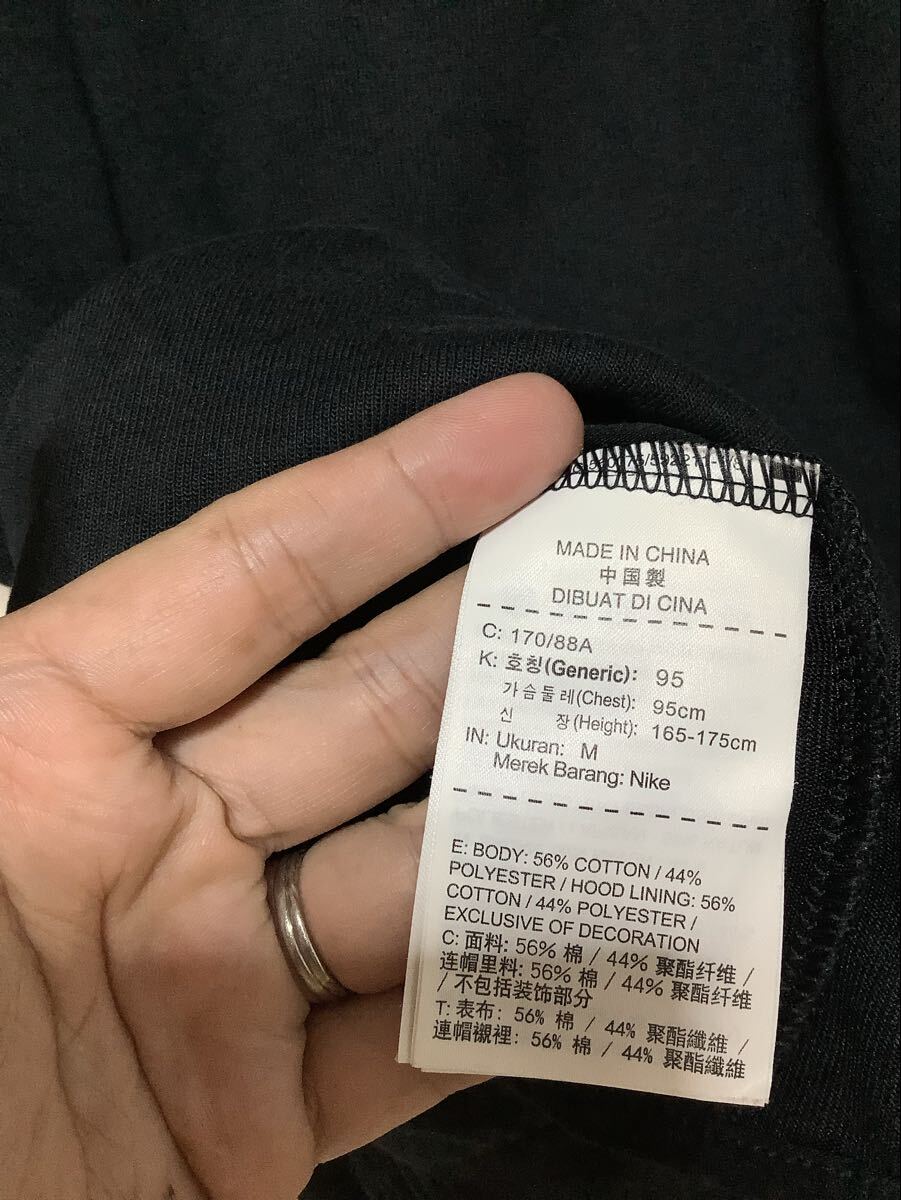 MADE IN CHINA
中国製
DIBUAT DI CINA
C: 170/88A
K: 호칭(Generic): 95
가슴둘레(Chest): 95cm
신 장(Height): 165-175cm
IN: Ukuran: M
Merek Barang: Nike
E: BODY: 56% COTTON / 44%
POLYESTER / HOOD LINING: 56%
COTTON / 44% POLYESTER /
EXCLUSIVE OF DECORATION
C: 面料: 56% 棉 / 44% 聚酯纤维 /
连帽里料: 56% 棉 / 44% 聚酯纤维
/ 不包括装饰部分
T: 表布: 56% 棉 / 44% 聚酯纖維 /
連帽襯裡: 56% 棉 / 44% 聚酯纖維